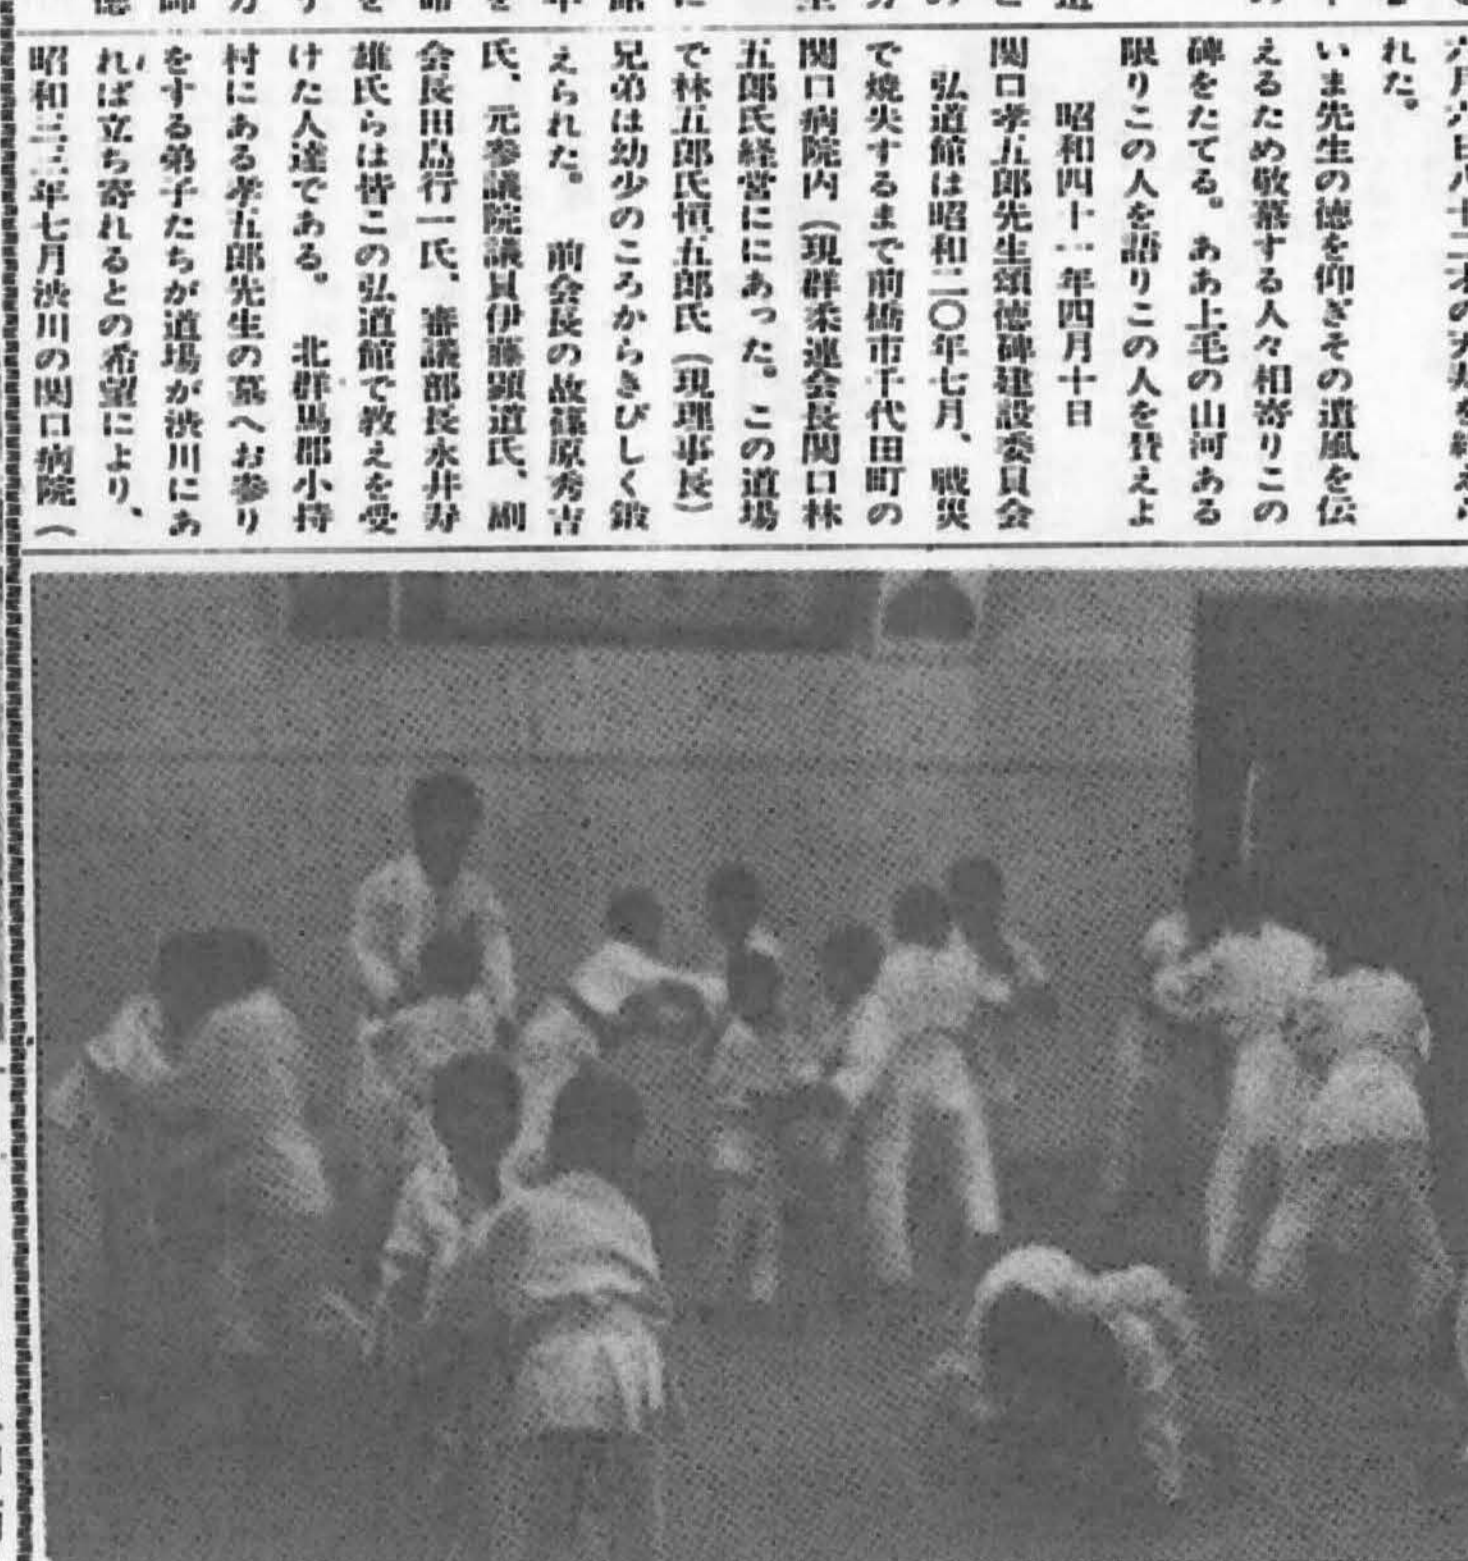 れた。
いま先生の徳を仰ぎその遺風を伝
えるため敬慕する人々相寄りこの
碑をたてる。ああ上毛の山河ある
限りこの人を語りこの人を賛えよ
昭和四十一年四月十日
関口孝五郎先生頌徳碑建設委員会
弘道館は昭和二〇年七月、戦災
で焼失するまで前橋市千代田町の
関口病院内（現群柔連会長関口林
五郎氏経営ににあった。この道場
で林五郎氏恒五郎氏（現理事長）
兄弟は幼少のころからきびしく鍛
えられた。　前会長の故篠原秀吉
氏、元参議院議員伊藤顕道氏、副
会長田島行一氏、審議部長永井寿
雄氏らは皆この弘道館で教えを受
けた人達である。　北群馬郡小持
村にある孝五郎先生の墓へお参り
をする弟子たちが道場が渋川にあ
れば立ち寄れるとの希望により、
昭和三三年七月渋川の関口病院（